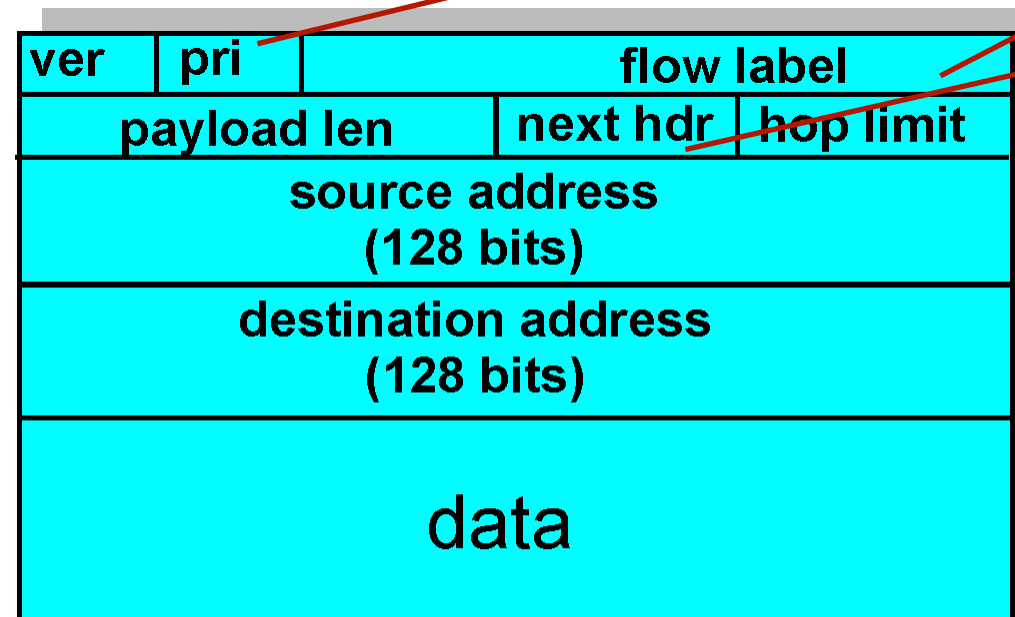 ver pri flow label
payload len next hdr hop limit
source address
(128 bits)
destination address
(128 bits)
data